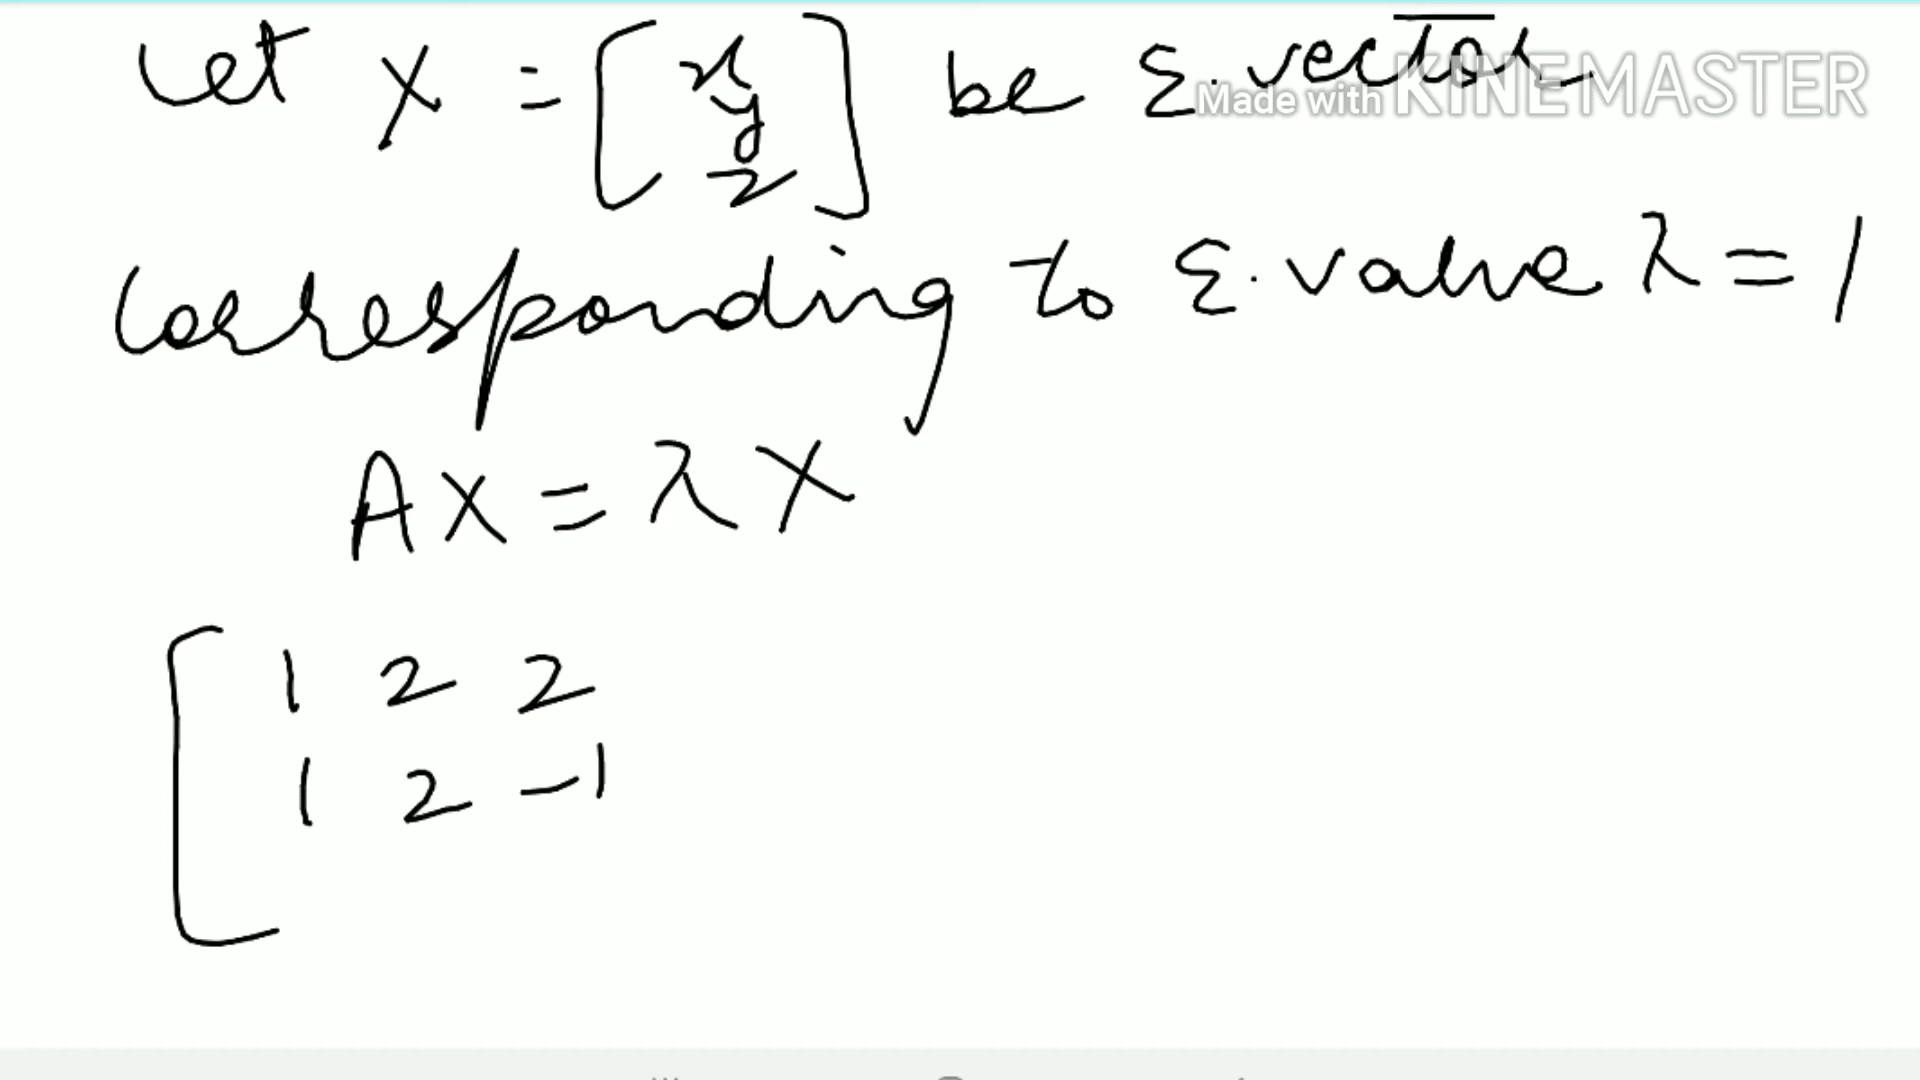 Let X = [x y z] be E.vector
Made with KINEMASTER
corresponding to E.value λ = 1
AX = λX
[ 1 2 2
1 2 -1